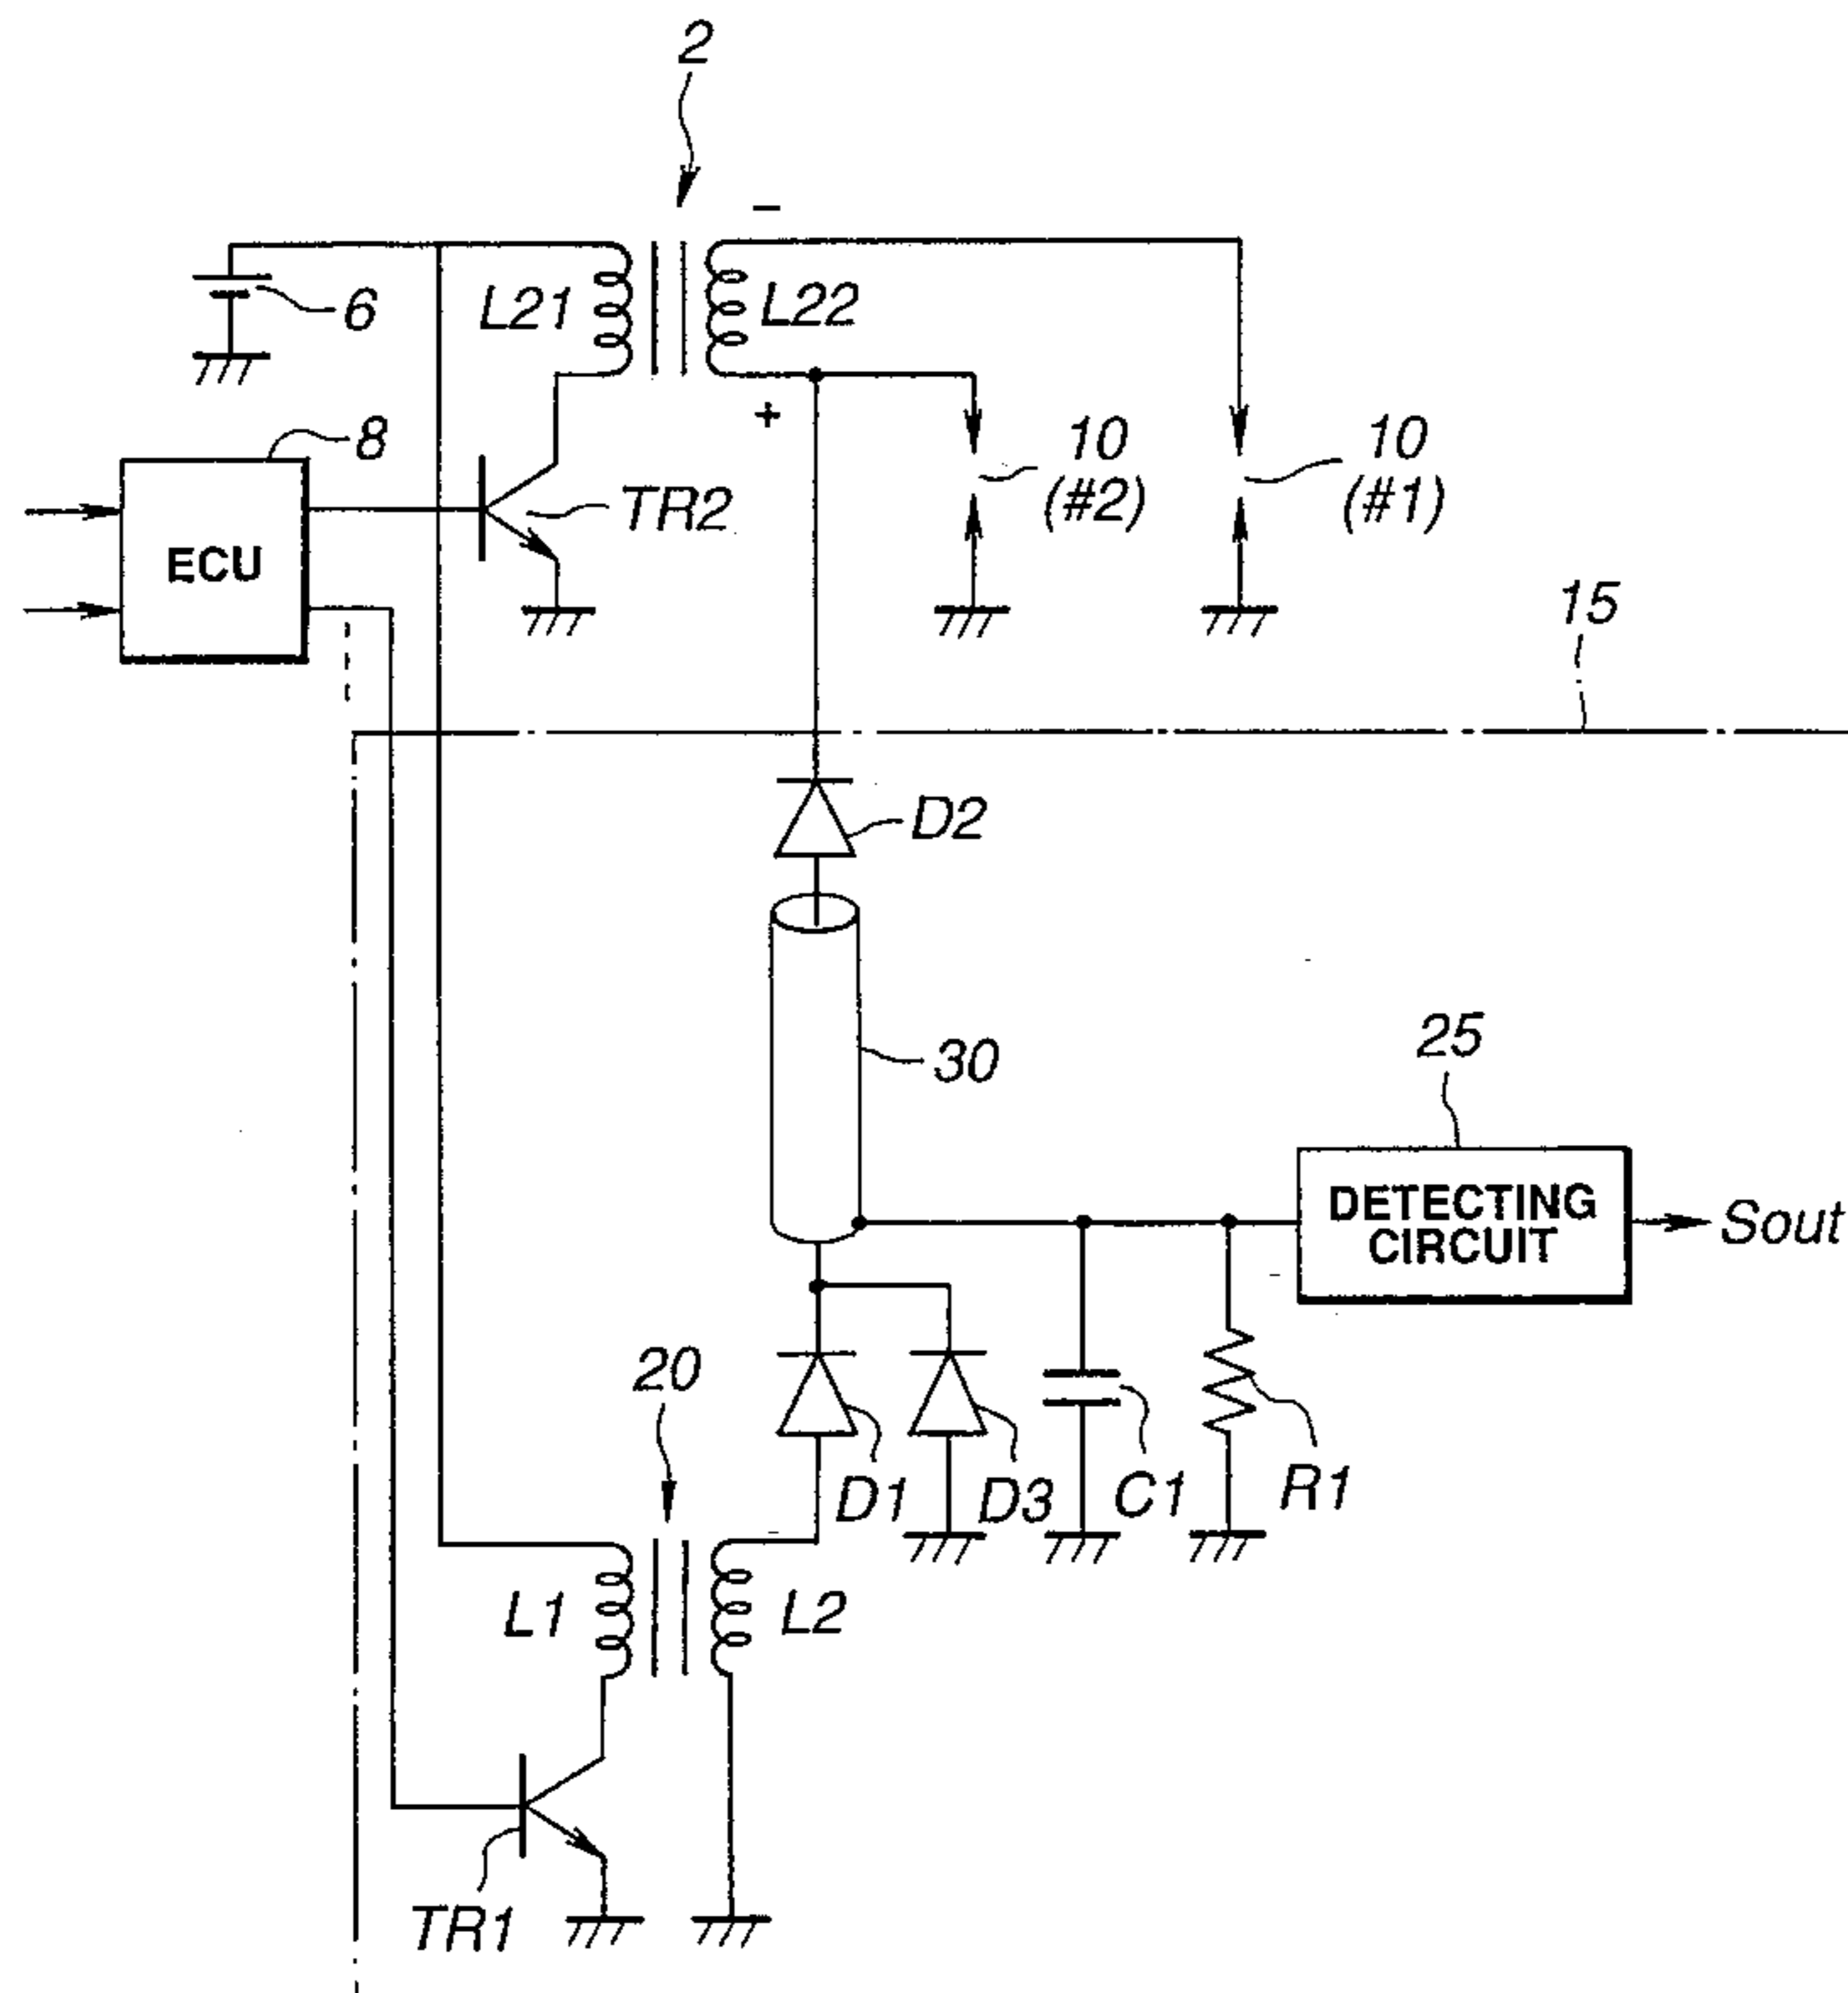 2
−
6
L21
L22
+
8
10
(#2)
10
(#1)
TR2
ECU
15
D2
30
25
DETECTING
CIRCUIT
Sout
20
D1
D3
C1
R1
L1
L2
TR1